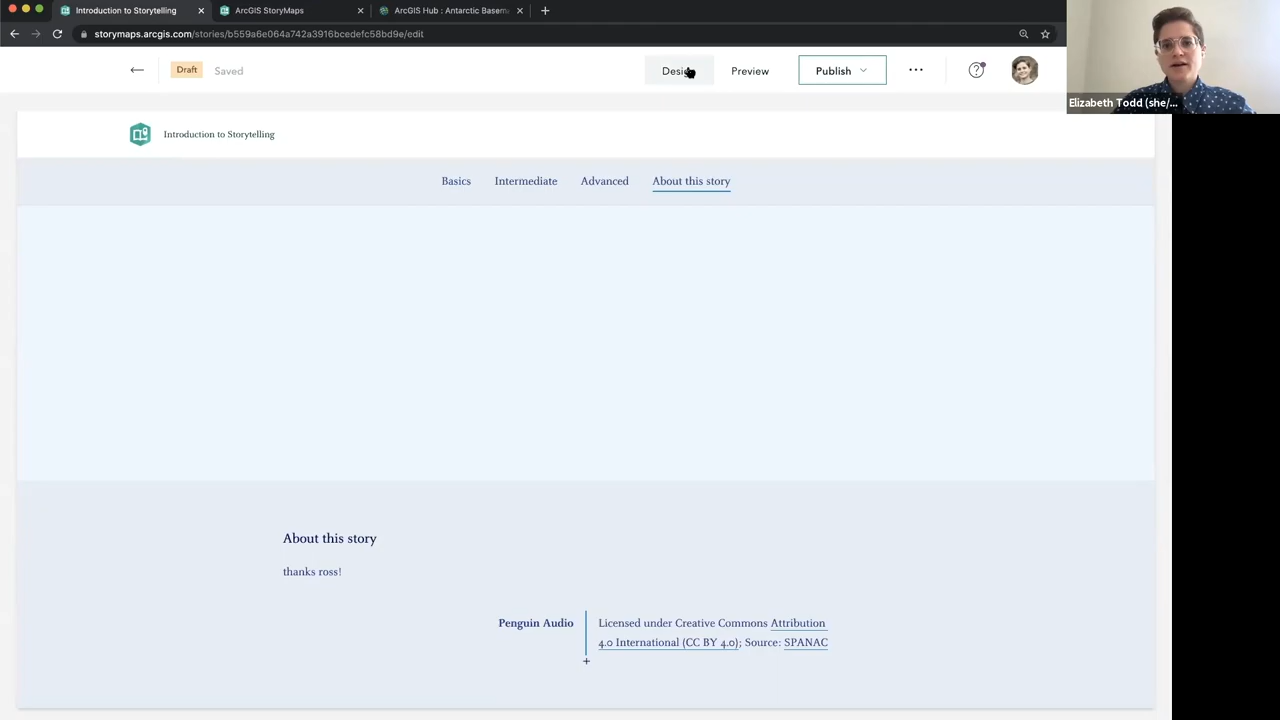 Introduction to Storytelling
ArcGIS StoryMaps
ArcGIS Hub : Antarctic Basema
storymaps.arcgis.com/stories/b559a6e064a742a3916bcedefc58bd9e/edit
Draft
Saved
Design
Preview
Publish
Elizabeth Todd (she/...
Introduction to Storytelling
Basics
Intermediate
Advanced
About this story
About this story
thanks ross!
Penguin Audio
Licensed under Creative Commons Attribution
4.0 International (CC BY 4.0); Source: SPANAC